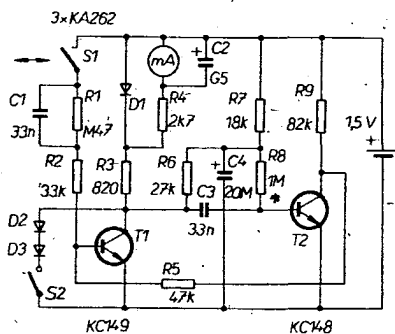 3×KA262
S1
mA
+
C2
G5
C1
33n
R1
M47
D1
R4
2k7
R7
18k
R9
82k
1,5 V
+
R2
33k
R3
820
R6
27k
+
C4
20M
R8
1M
*
C3
33n
D2
D3
T1
T2
R5
47k
S2
KC149
KC148